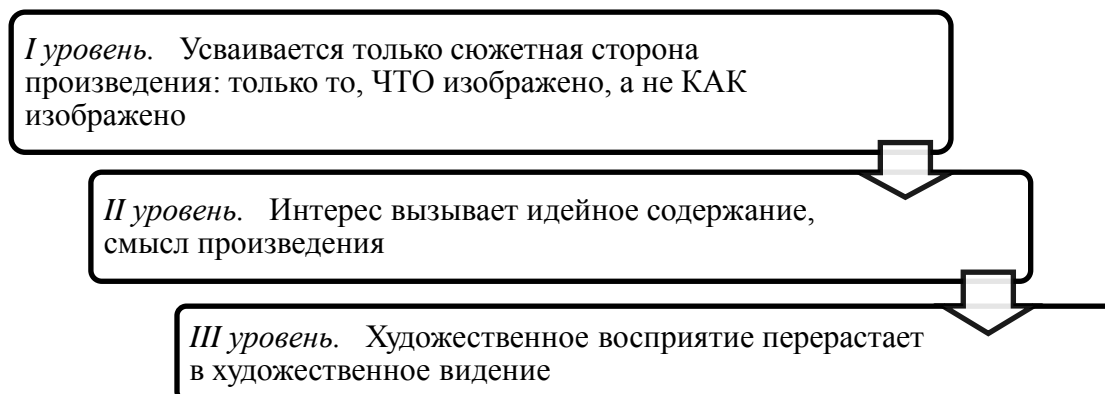 I уровень. Усваивается только сюжетная сторона
произведения: только то, ЧТО изображено, а не КАК
изображено
II уровень. Интерес вызывает идейное содержание,
смысл произведения
III уровень. Художественное восприятие перерастает
в художественное видение